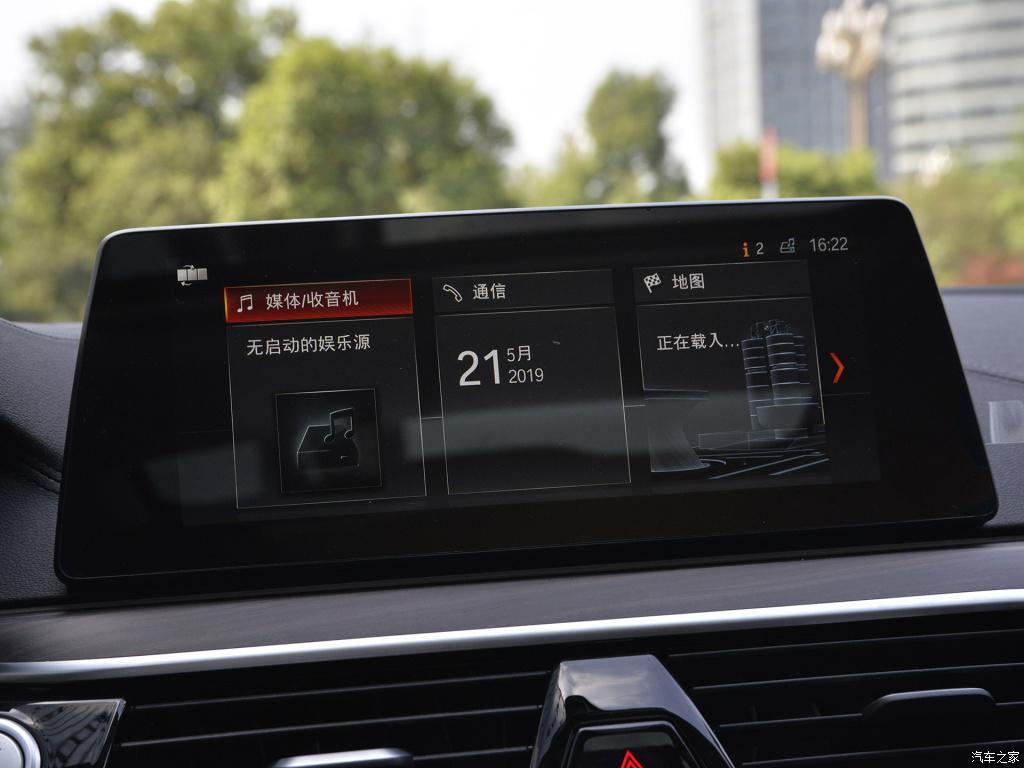 2 16:22
媒体/收音机
无启动的娱乐源
通信
21 5月
2019
地图
正在载入...
汽车之家